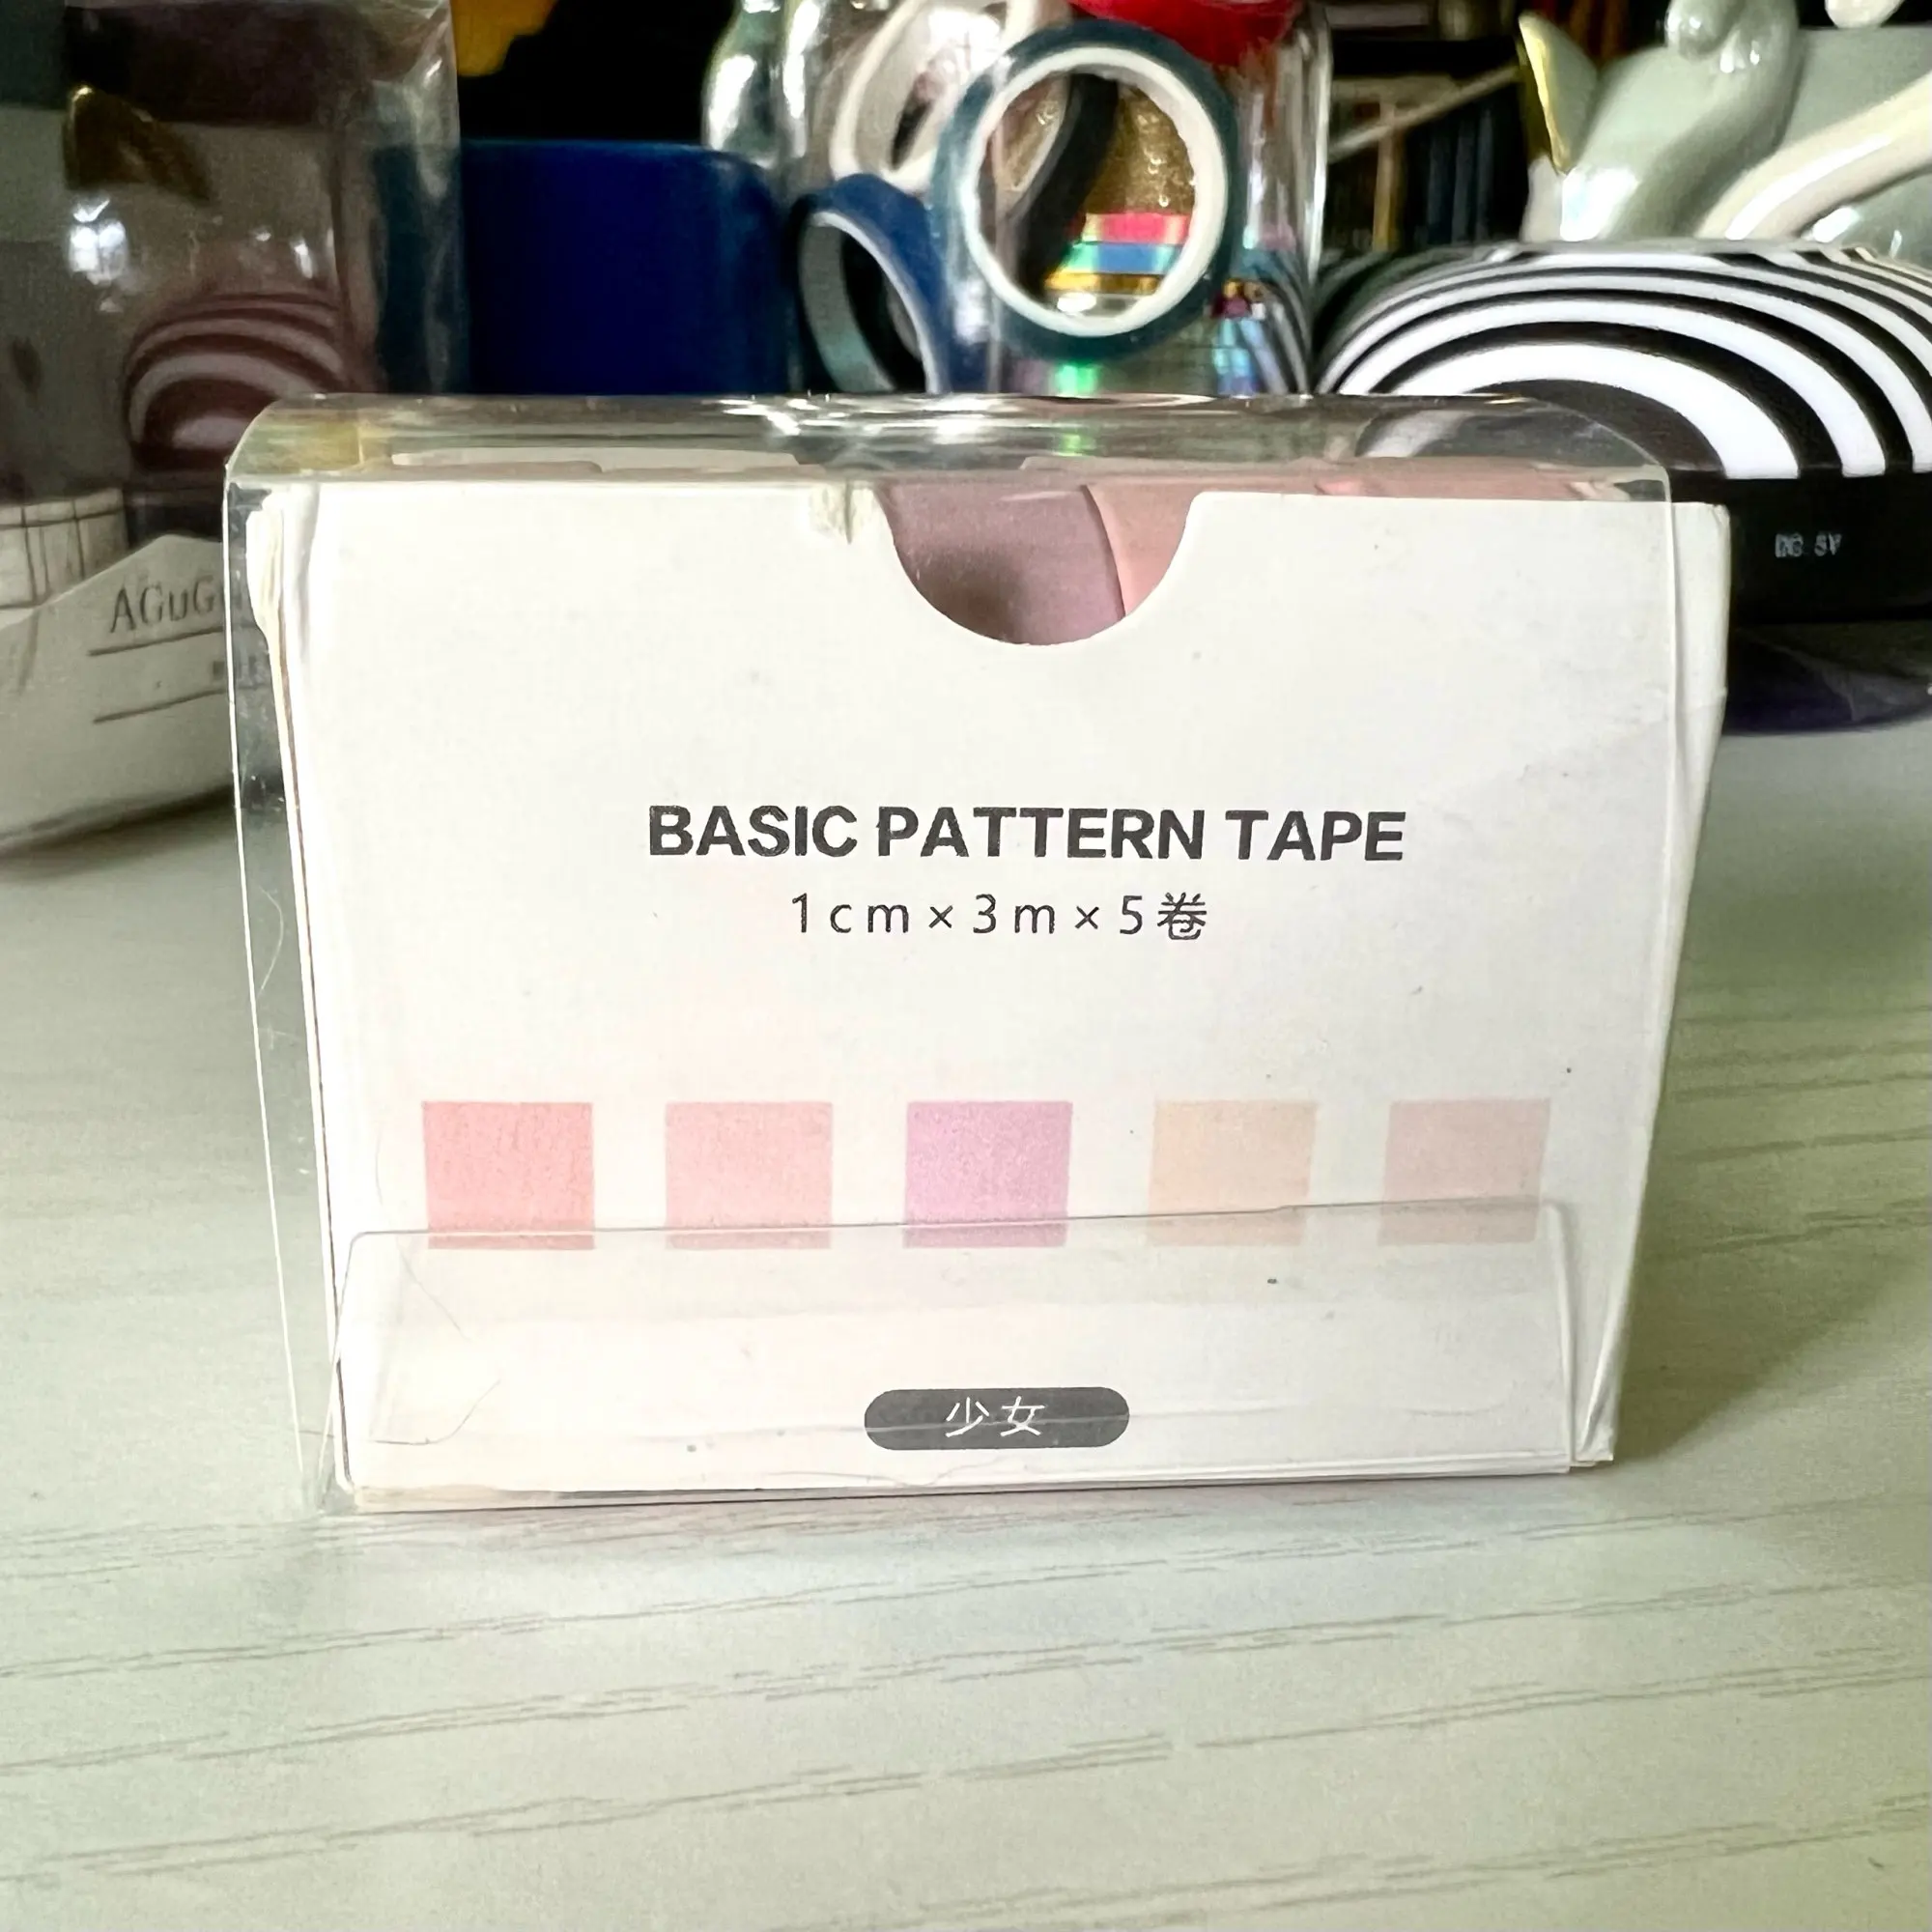 BASIC PATTERN TAPE
1cm×3m×5卷
少女